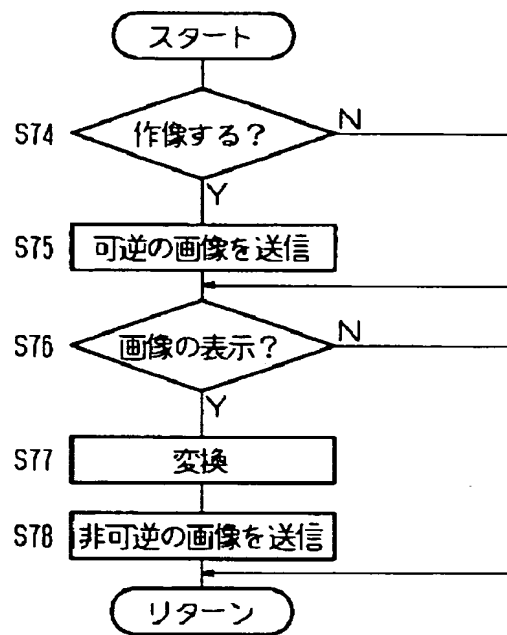 スタート
S74 作像する? N
Y
S75 可逆の画像を送信
S76 画像の表示? N
Y
S77 変換
S78 非可逆の画像を送信
リターン